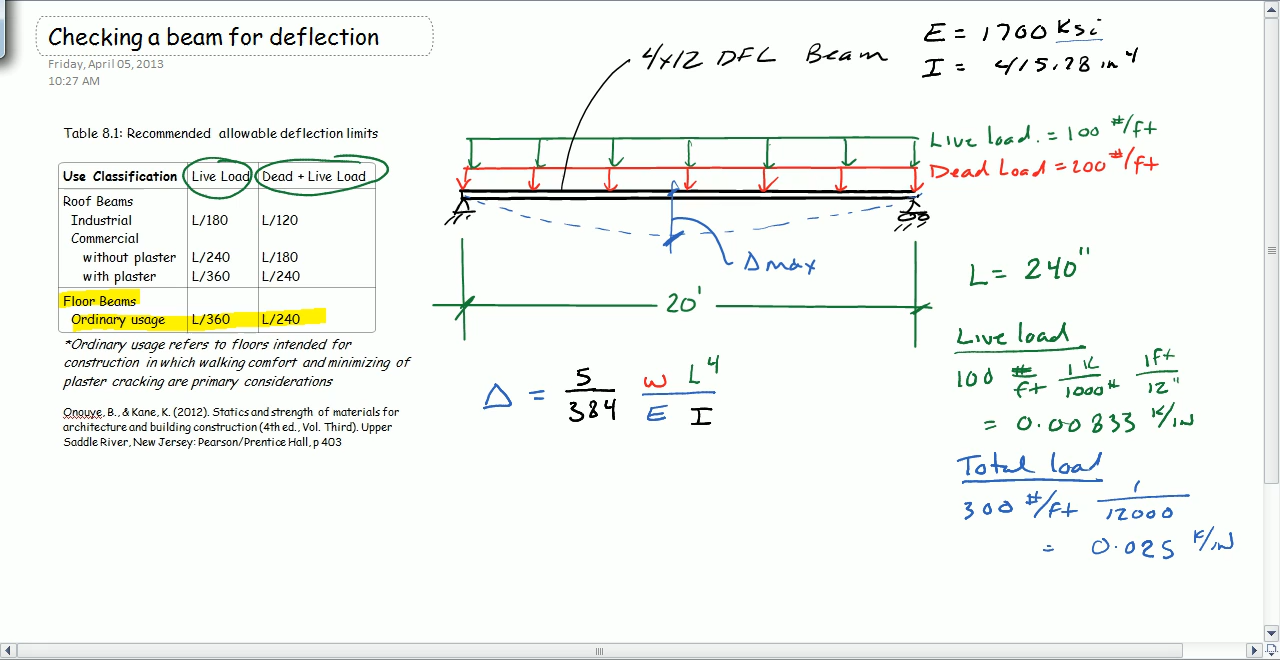 Checking a beam for deflection
Friday, April 05, 2013
10:27 AM
Table 8.1: Recommended allowable deflection limits
Use Classification Live Load Dead + Live Load
Roof Beams
Industrial L/180 L/120
Commercial
without plaster L/240 L/180
with plaster L/360 L/240
Floor Beams
Ordinary usage L/360 L/240
*Ordinary usage refers to floors intended for
construction in which walking comfort and minimizing of
plaster cracking are primary considerations
Onouye, B., & Kane, K. (2012). Statics and strength of materials for
architecture and building construction (4th ed., Vol. Third). Upper
Saddle River, New Jersey: Pearson/Prentice Hall, p 403
4x12 DFL Beam
E = 1700 Ksi
I = 415.28 in⁴
Live load. = 100 #/ft
Dead Load = 200 #/ft
Δ max
20'
Δ = 5/384 w L⁴/E I
L = 240"
Live load
100 #/ft 1 K/1000# 1ft/12"
= 0.00833 K/IN
Total load
300 #/ft 1/12000
= 0.025 K/IN